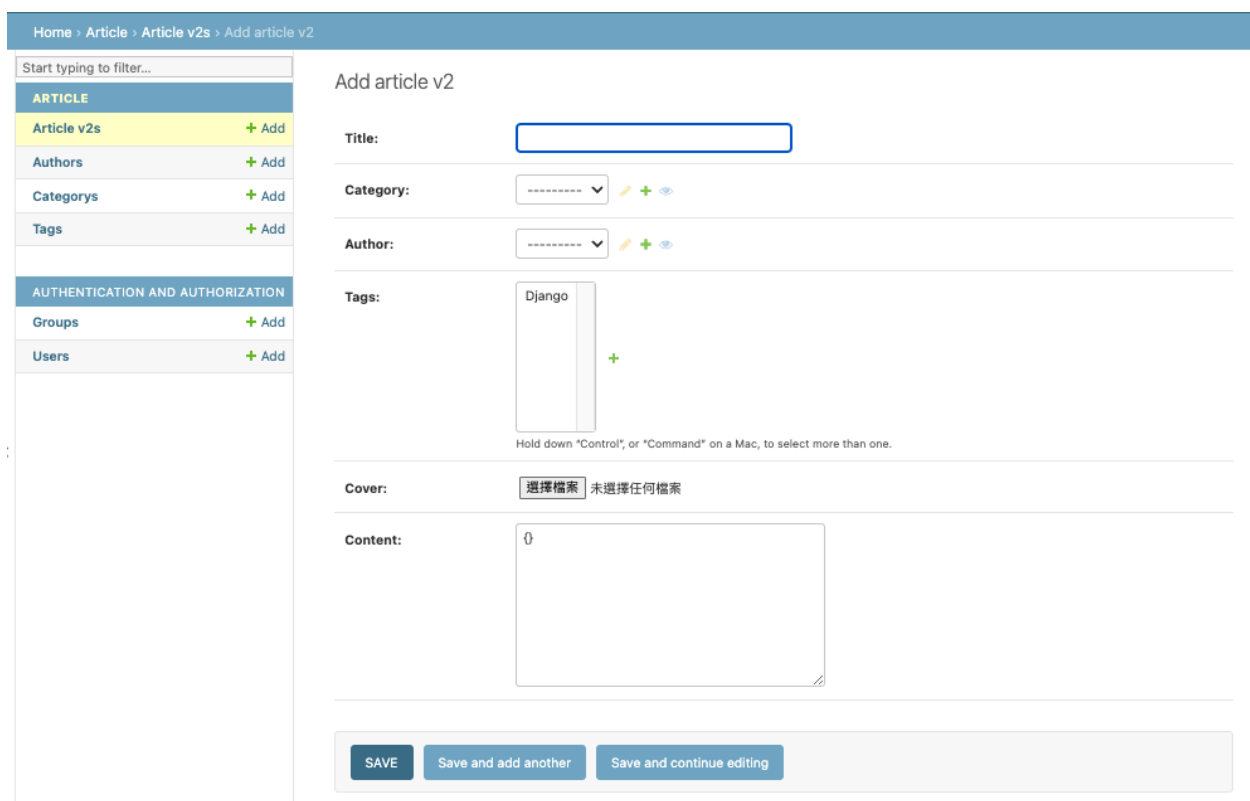 Home › Article › Article v2s › Add article v2
Start typing to filter...
ARTICLE
Article v2s + Add
Authors + Add
Categorys + Add
Tags + Add
AUTHENTICATION AND AUTHORIZATION
Groups + Add
Users + Add
Add article v2
Title:
Category: ---------
Author: ---------
Tags: Django
Hold down "Control", or "Command" on a Mac, to select more than one.
Cover: 選擇檔案 未選擇任何檔案
Content: {}
SAVE Save and add another Save and continue editing